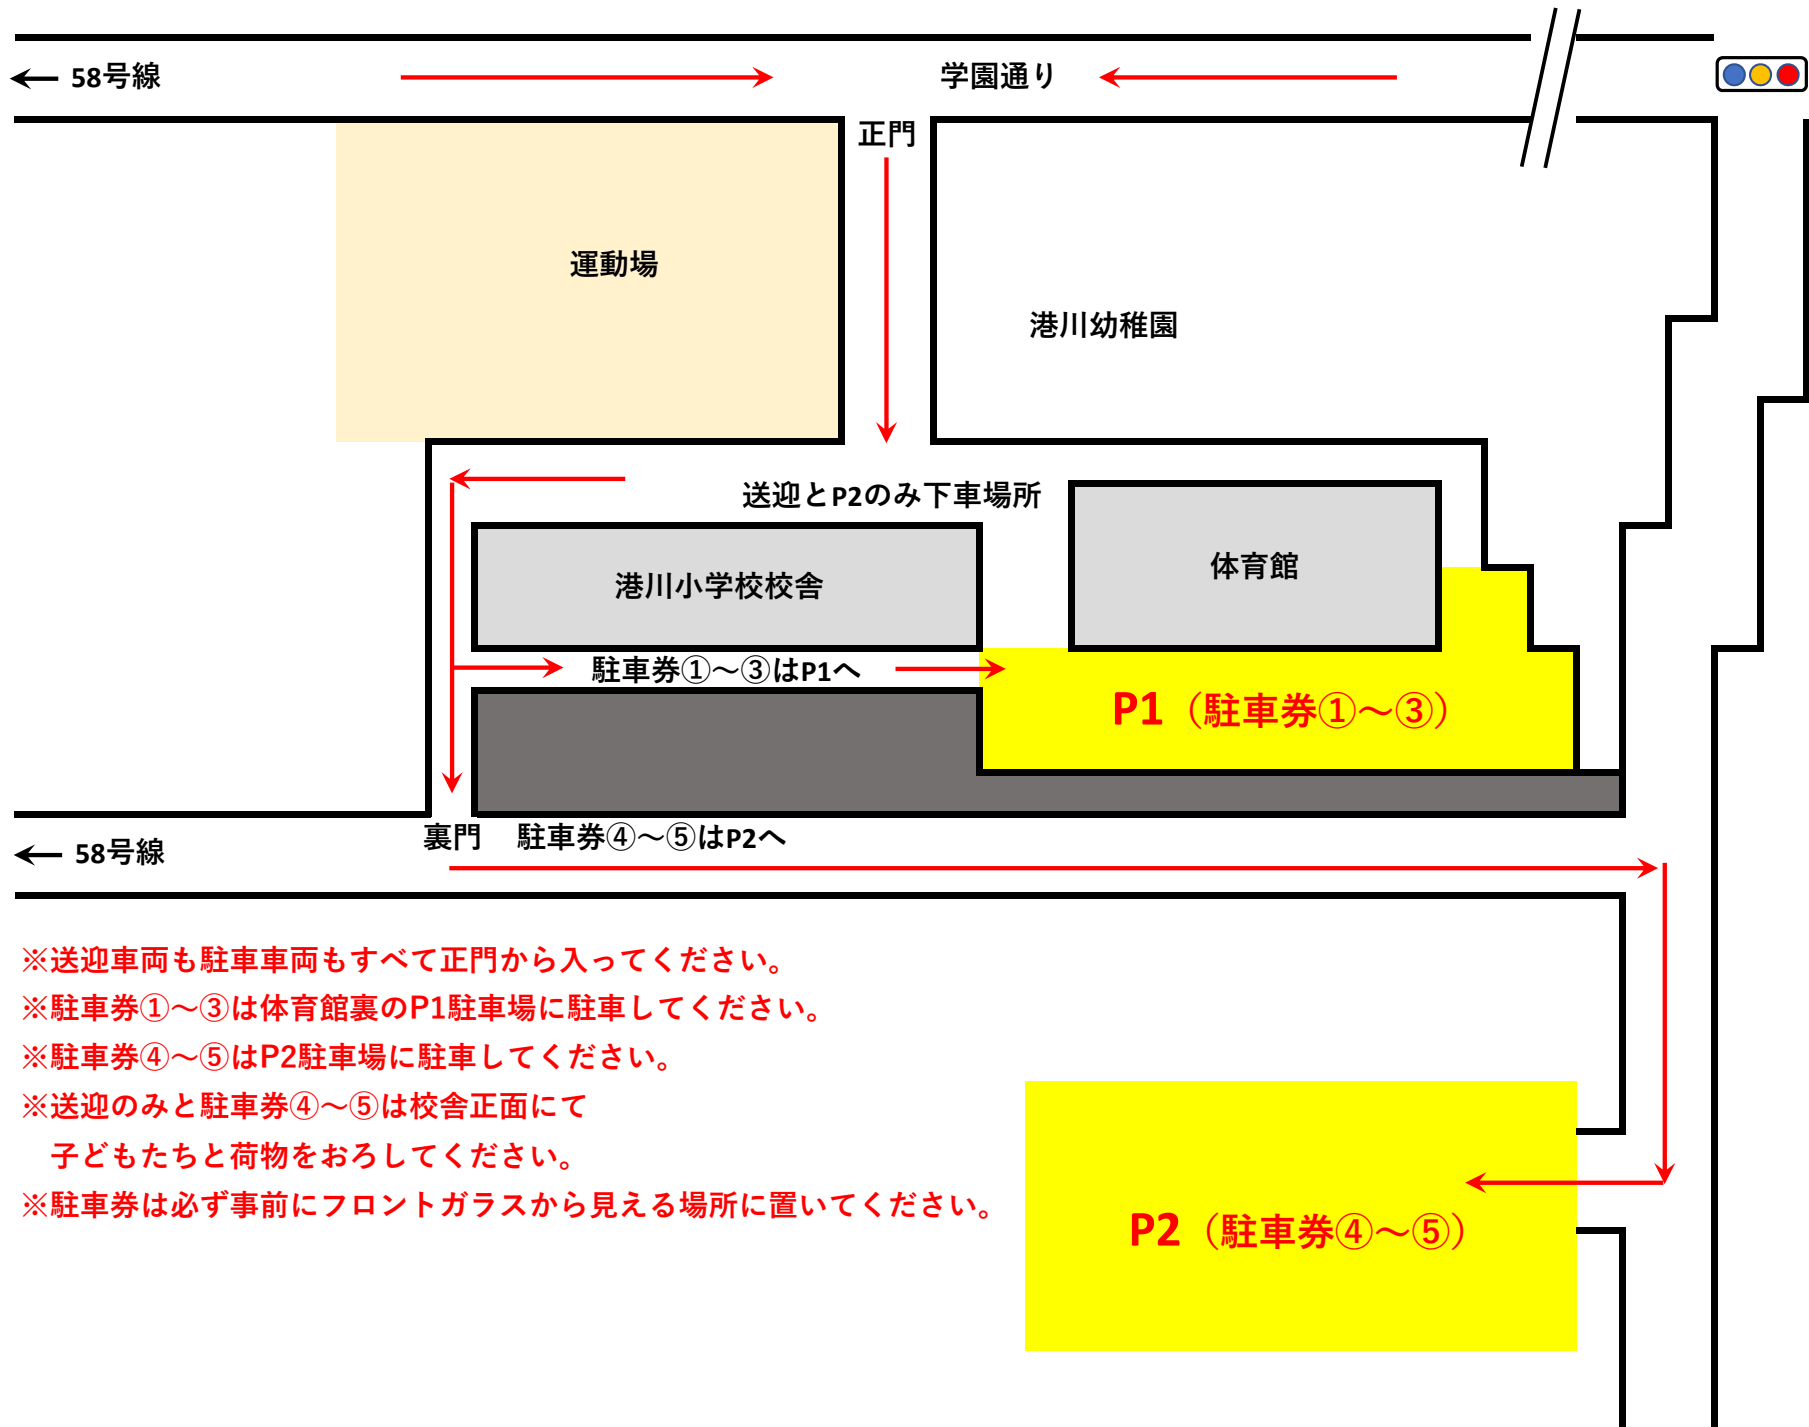 58号線
学園通り
正門
運動場
港川幼稚園
送迎とP2のみ下車場所
体育館
港川小学校校舎
駐車券①～③はP1へ
P1（駐車券①～③）
裏門　駐車券④～⑤はP2へ
58号線
※送迎車両も駐車車両もすべて正門から入ってください。
※駐車券①～③は体育館裏のP1駐車場に駐車してください。
※駐車券④～⑤はP2駐車場に駐車してください。
※送迎のみと駐車券④～⑤は校舎正面にて
子どもたちと荷物をおろしてください。
※駐車券は必ず事前にフロントガラスから見える場所に置いてください。
P2（駐車券④～⑤）